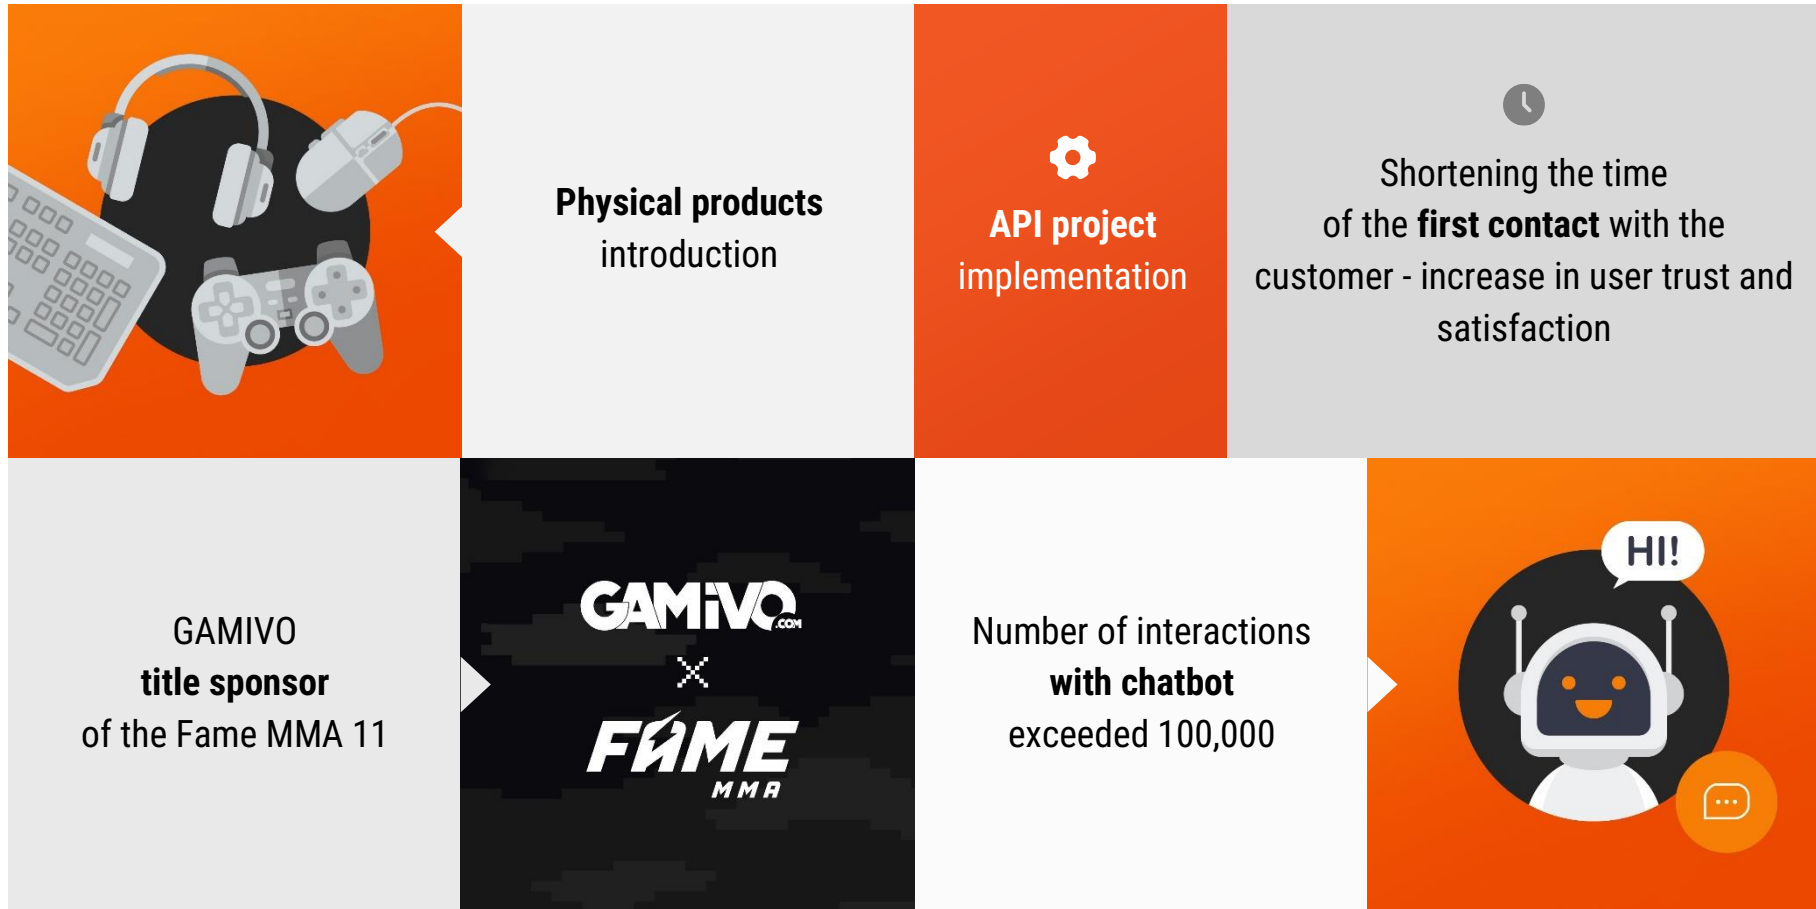 Physical products
introduction
API project
implementation
Shortening the time
of the first contact with the
customer - increase in user trust and
satisfaction
GAMIVO
title sponsor
of the Fame MMA 11
GAMiVO
.COM
X
FAME
MMA
Number of interactions
with chatbot
exceeded 100,000
HI!